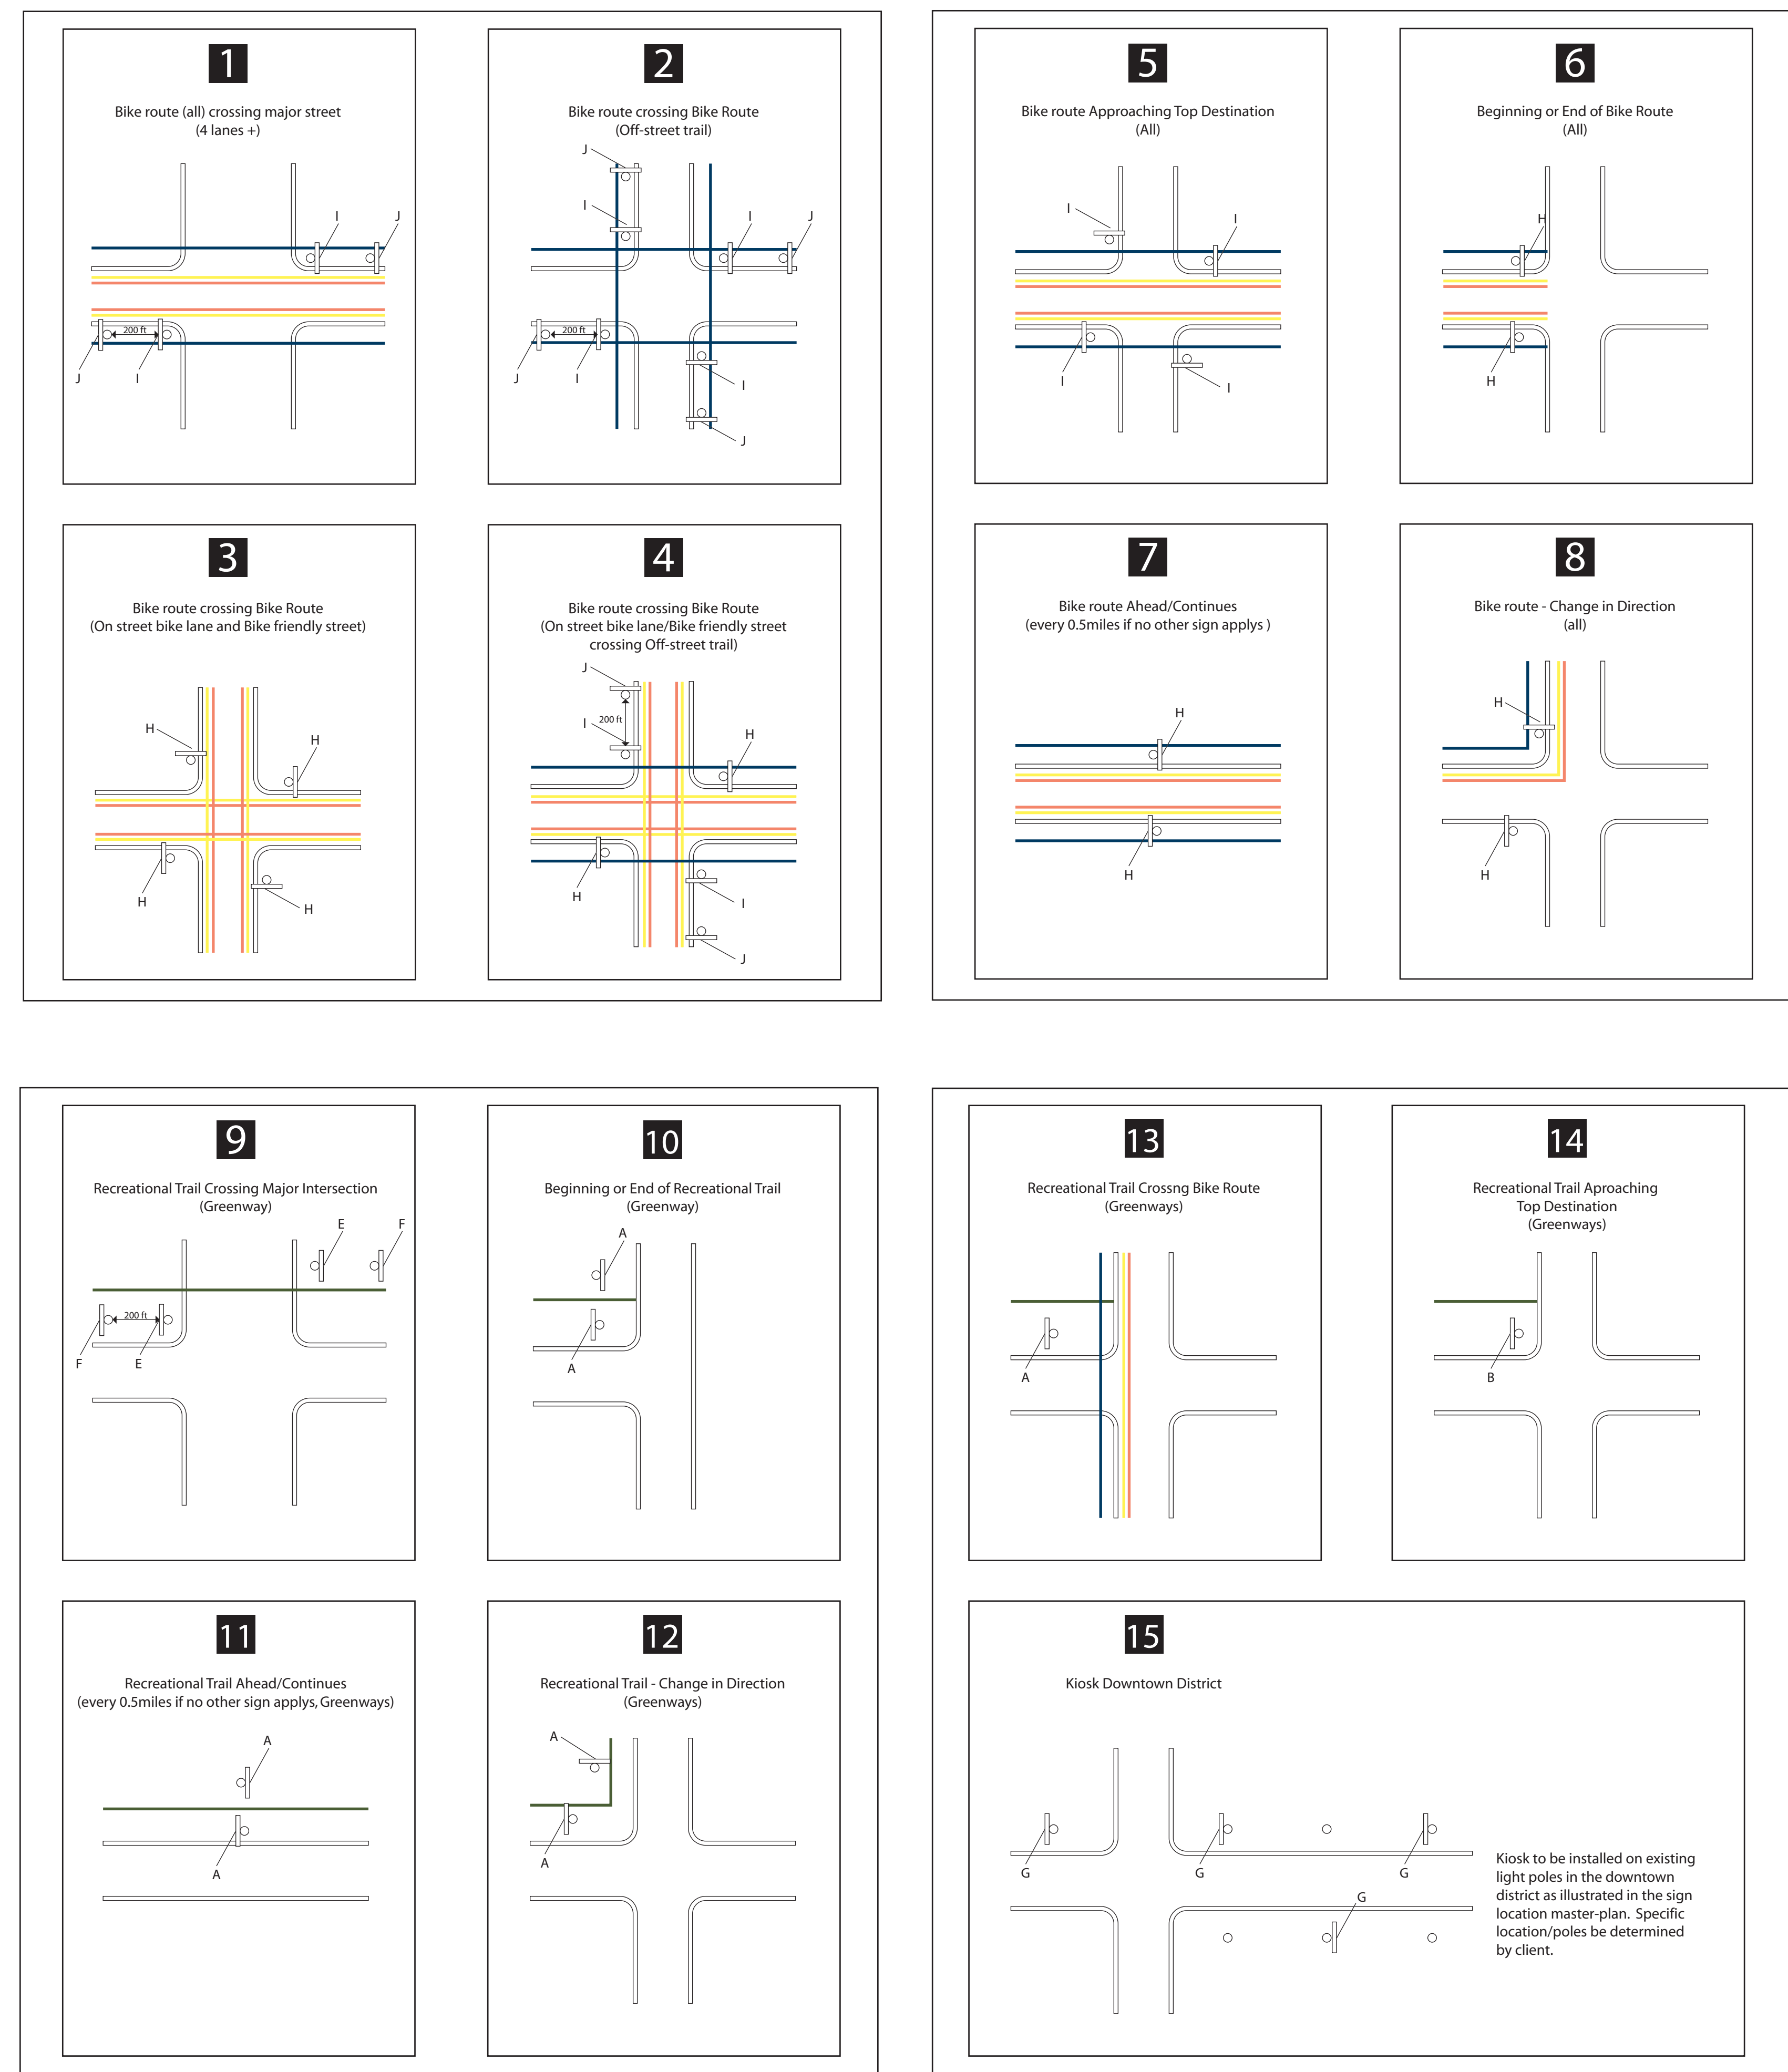 1
Bike route (all) crossing major street
(4 lanes +)
I
J
200 ft
J
I
2
Bike route crossing Bike Route
(Off-street trail)
J
I
I
J
200 ft
J
I
I
J
3
Bike route crossing Bike Route
(On street bike lane and Bike friendly street)
H
H
H
H
4
Bike route crossing Bike Route
(On street bike lane/Bike friendly street
crossing Off-street trail)
J
I
200 ft
H
H
I
J
5
Bike route Approaching Top Destination
(All)
I
I
I
I
6
Beginning or End of Bike Route
(All)
H
H
7
Bike route Ahead/Continues
(every 0.5miles if no other sign applys )
H
H
8
Bike route - Change in Direction
(all)
H
H
9
Recreational Trail Crossing Major Intersection
(Greenway)
E
F
200 ft
F
E
10
Beginning or End of Recreational Trail
(Greenway)
A
A
11
Recreational Trail Ahead/Continues
(every 0.5miles if no other sign applys, Greenways)
A
A
12
Recreational Trail - Change in Direction
(Greenways)
A
A
13
Recreational Trail Crossng Bike Route
(Greenways)
A
14
Recreational Trail Aproaching
Top Destination
(Greenways)
B
15
Kiosk Downtown District
G
G
G
G
Kiosk to be installed on existing
light poles in the downtown
district as illustrated in the sign
location master-plan. Specific
location/poles be determined
by client.